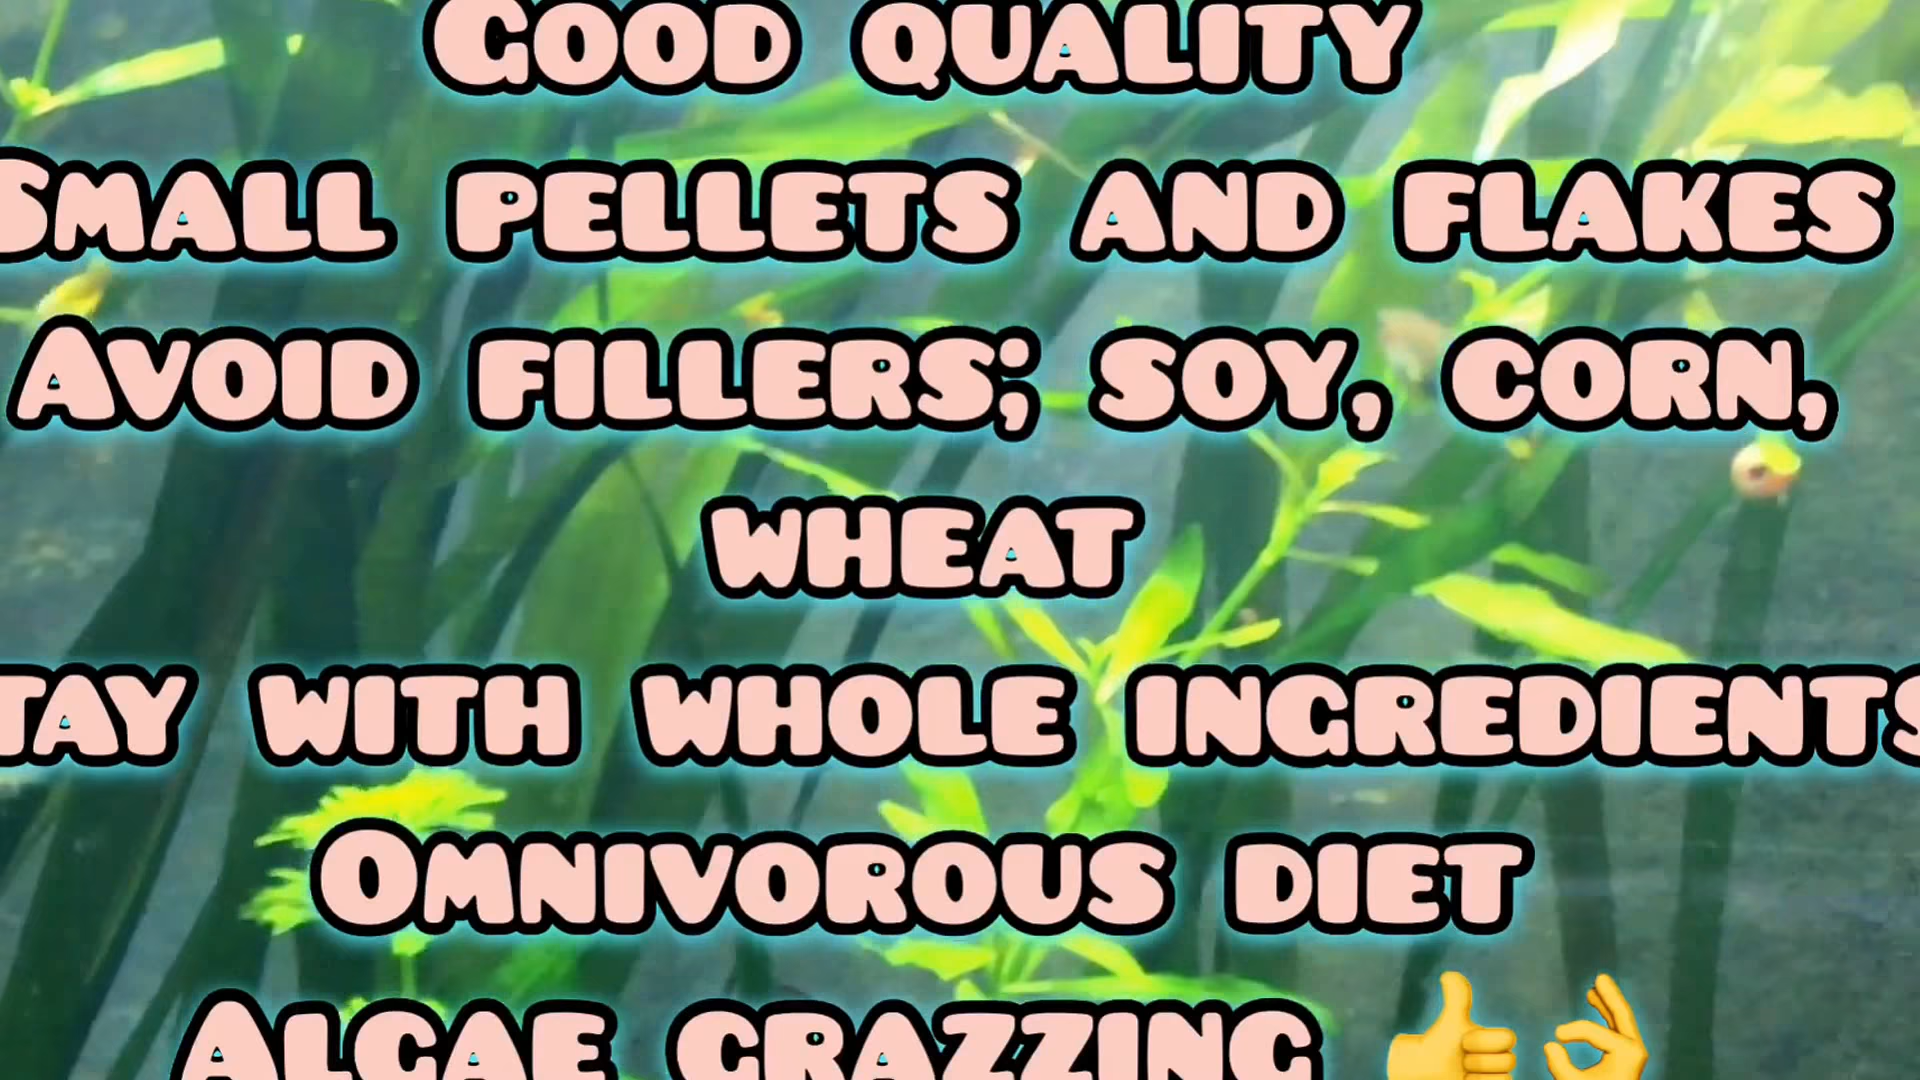 Good quality
Small pellets and flakes
Avoid fillers; soy, corn,
wheat
tay with whole ingredients
Omnivorous diet
Algae grazzing 👍👌